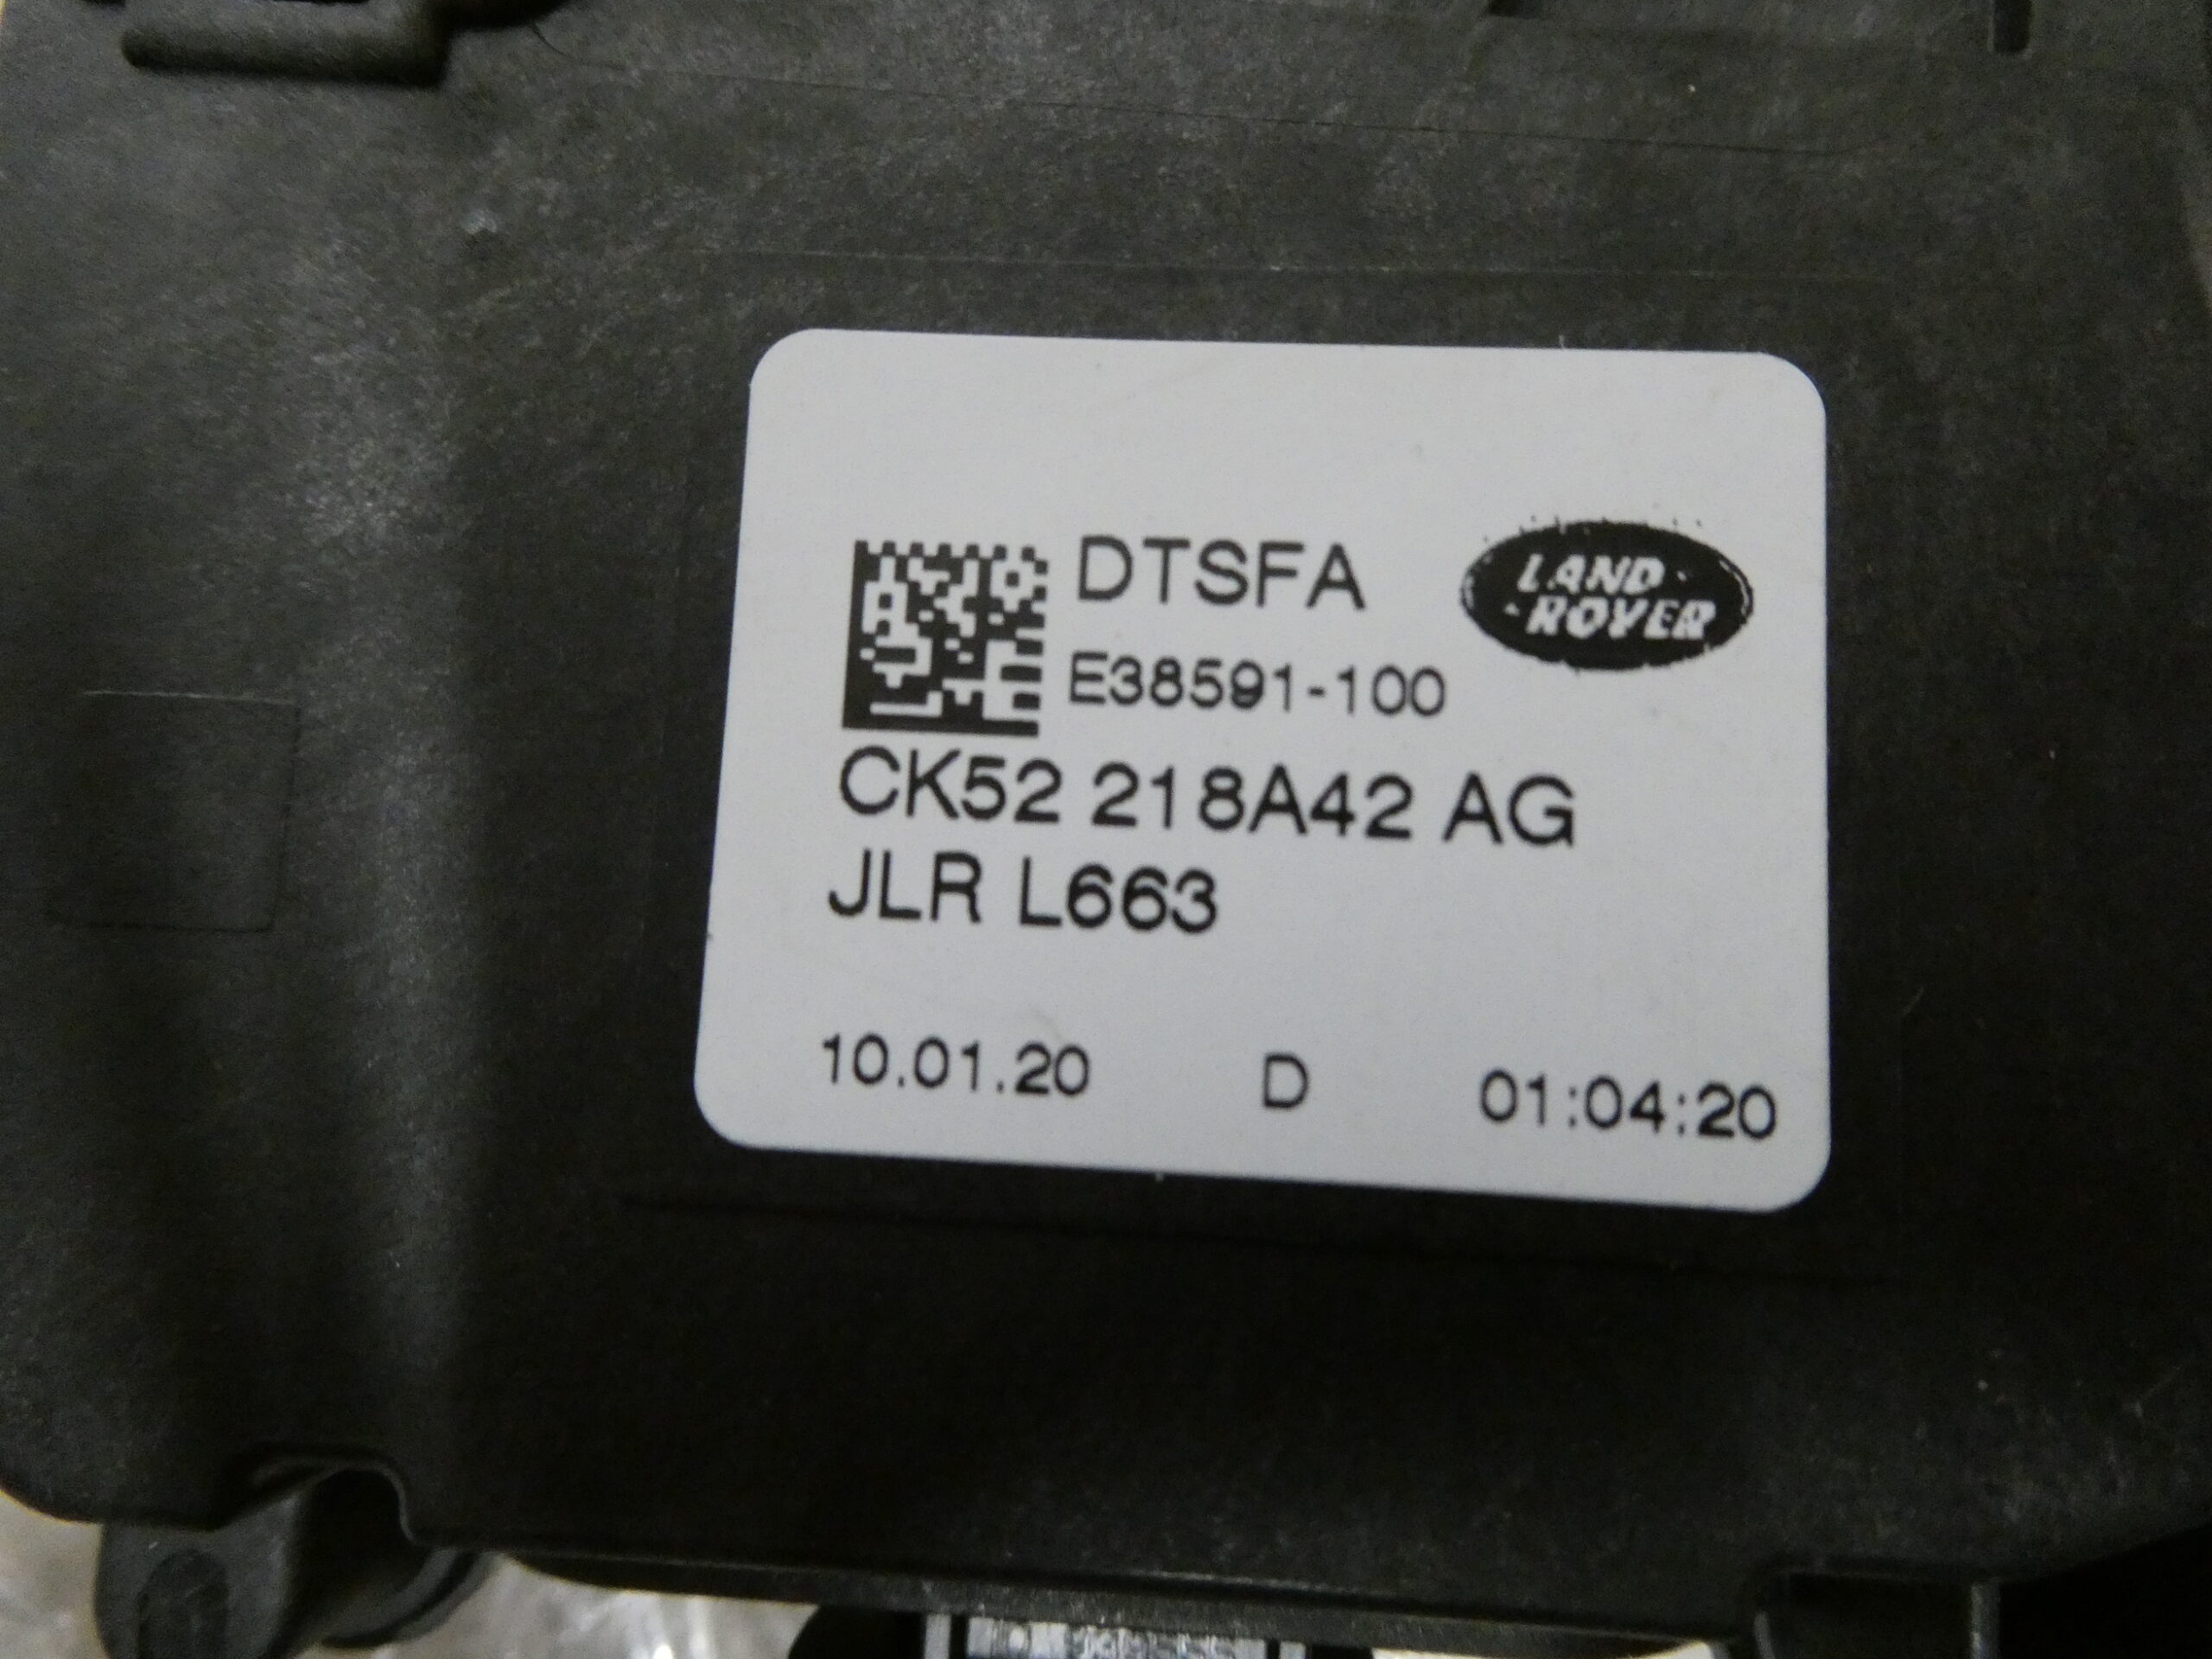 DTSFA
LAND
ROVER
E38591-100
CK52 218A42 AG
JLR L663
10.01.20 D 01:04:20